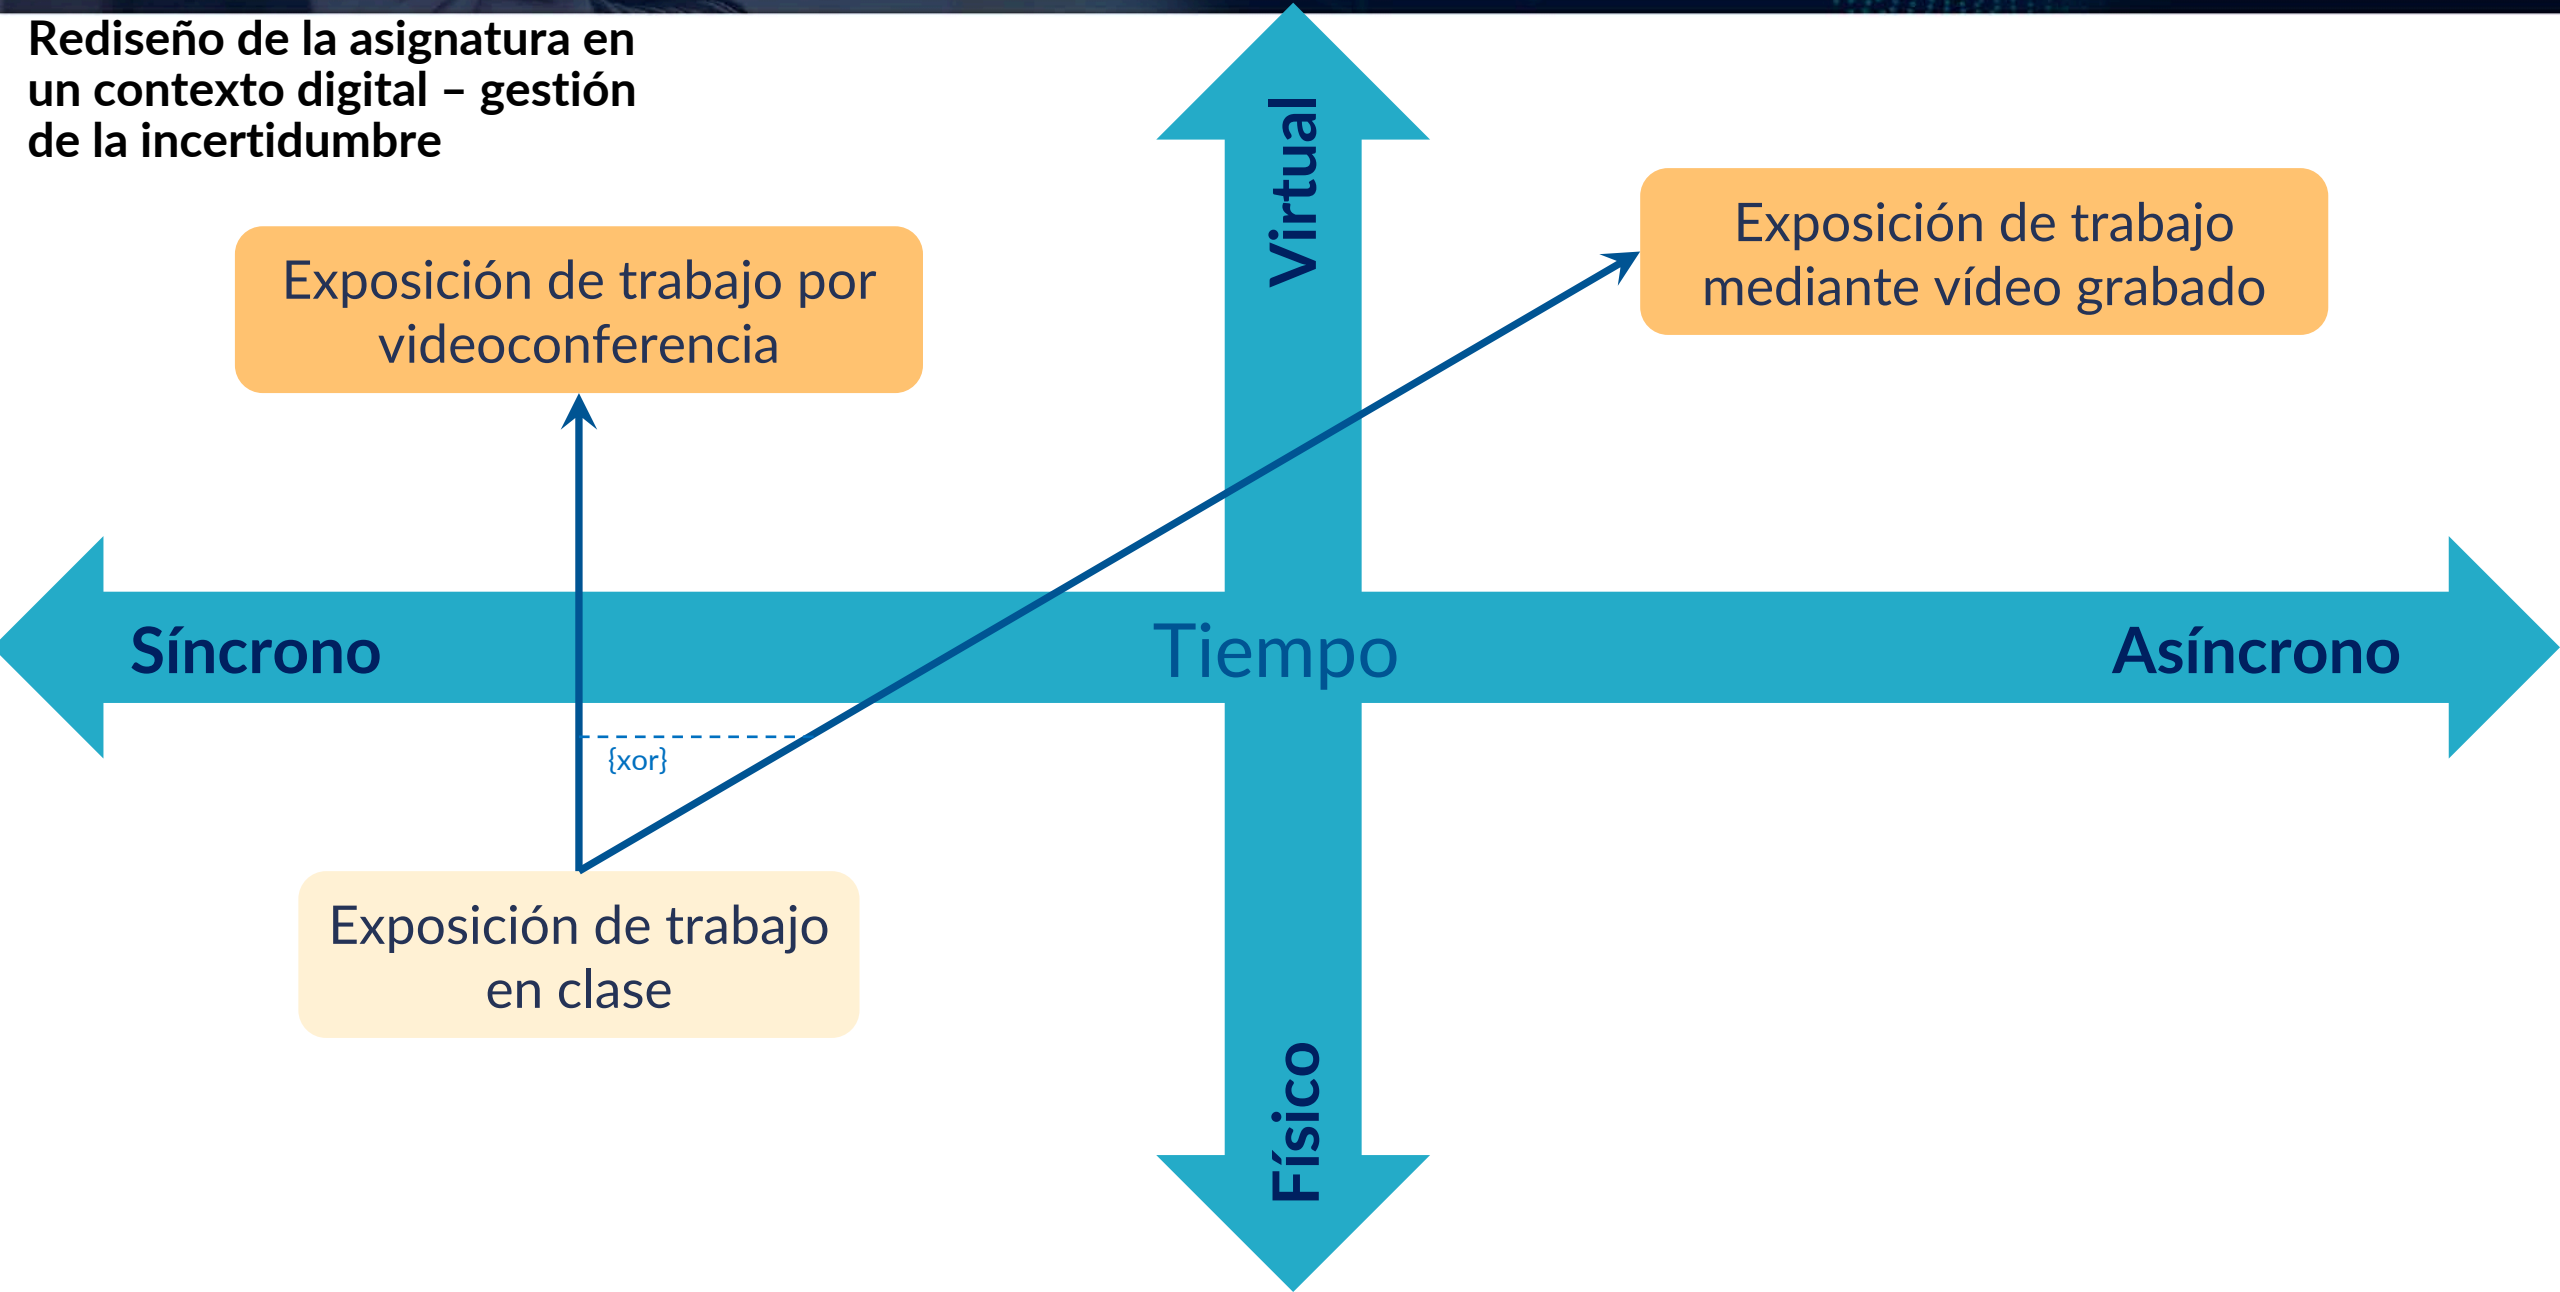 Rediseño de la asignatura en
un contexto digital – gestión
de la incertidumbre
Virtual
Exposición de trabajo
mediante vídeo grabado
Exposición de trabajo por
videoconferencia
Síncrono
Tiempo
Asíncrono
{xor}
Exposición de trabajo
en clase
Físico